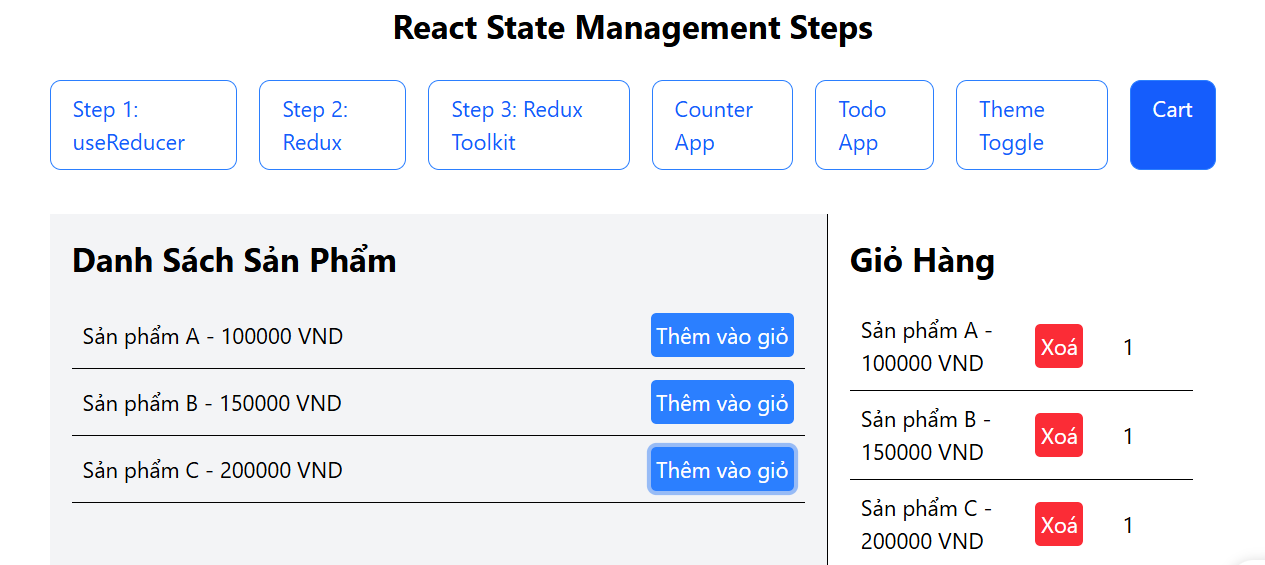 React State Management Steps
Step 1:
useReducer
Step 2:
Redux
Step 3: Redux
Toolkit
Counter
App
Todo
App
Theme
Toggle
Cart
Danh Sách Sản Phẩm
Sản phẩm A - 100000 VND
Thêm vào giỏ
Sản phẩm B - 150000 VND
Thêm vào giỏ
Sản phẩm C - 200000 VND
Thêm vào giỏ
Giỏ Hàng
Sản phẩm A -
100000 VND
Xoá
1
Sản phẩm B -
150000 VND
Xoá
1
Sản phẩm C -
200000 VND
Xoá
1